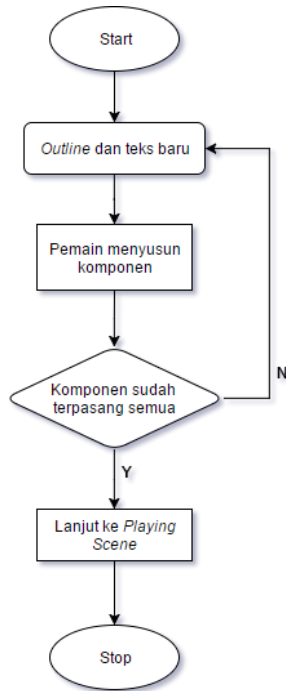 Start
Outline dan teks baru
Pemain menyusun
komponen
Komponen sudah
terpasang semua
N
Y
Lanjut ke Playing
Scene
Stop